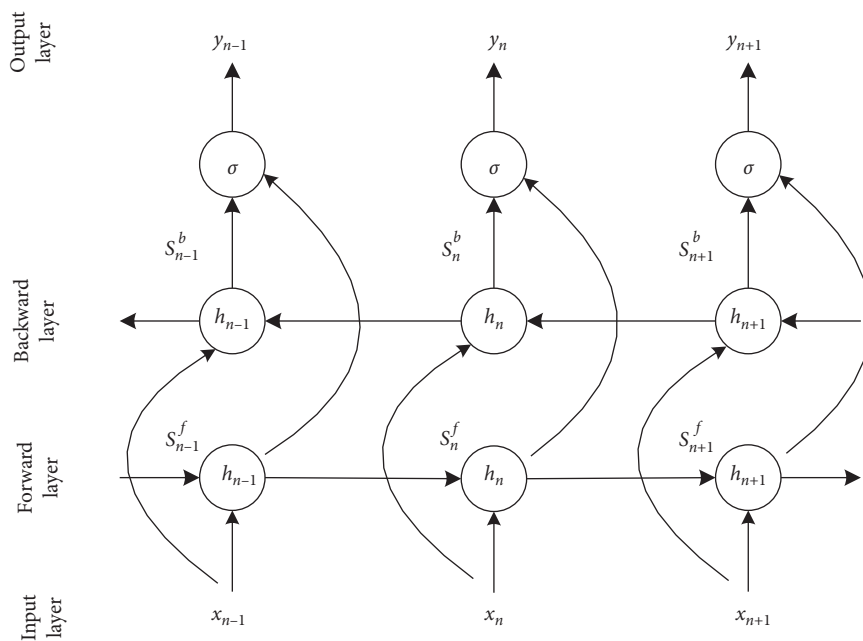 Output layer
y_{n–1} y_n y_{n+1}
σ σ σ
S^b_{n–1} S^b_n S^b_{n+1}
Backward layer
h_{n–1} h_n h_{n+1}
S^f_{n–1} S^f_n S^f_{n+1}
Forward layer
h_{n–1} h_n h_{n+1}
Input layer
x_{n–1} x_n x_{n+1}